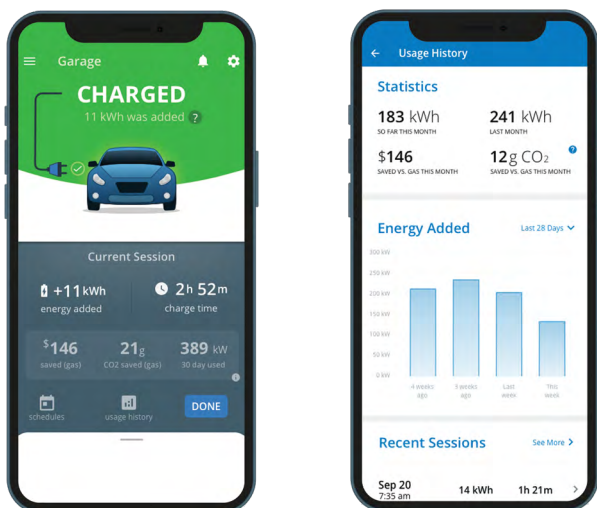 Garage
CHARGED
11 kWh was added ?
Current Session
+11kWh
energy added
2h 52m
charge time
$146
saved (gas)
21g
CO2 saved (gas)
389 kW
30 day used
schedules
usage history
DONE
Usage History
Statistics
183 kWh
SO FAR THIS MONTH
241 kWh
LAST MONTH
$146
SAVED VS. GAS THIS MONTH
12g CO2
SAVED VS. GAS THIS MONTH
?
Energy Added
Last 28 Days
300 kW
250 kW
200 kW
150 kW
100 kW
50 kW
0 kW
4 weeks
ago
3 weeks
ago
Last
week
This
week
Recent Sessions
See More
Sep 20
7:35 am
14 kWh
1h 21m